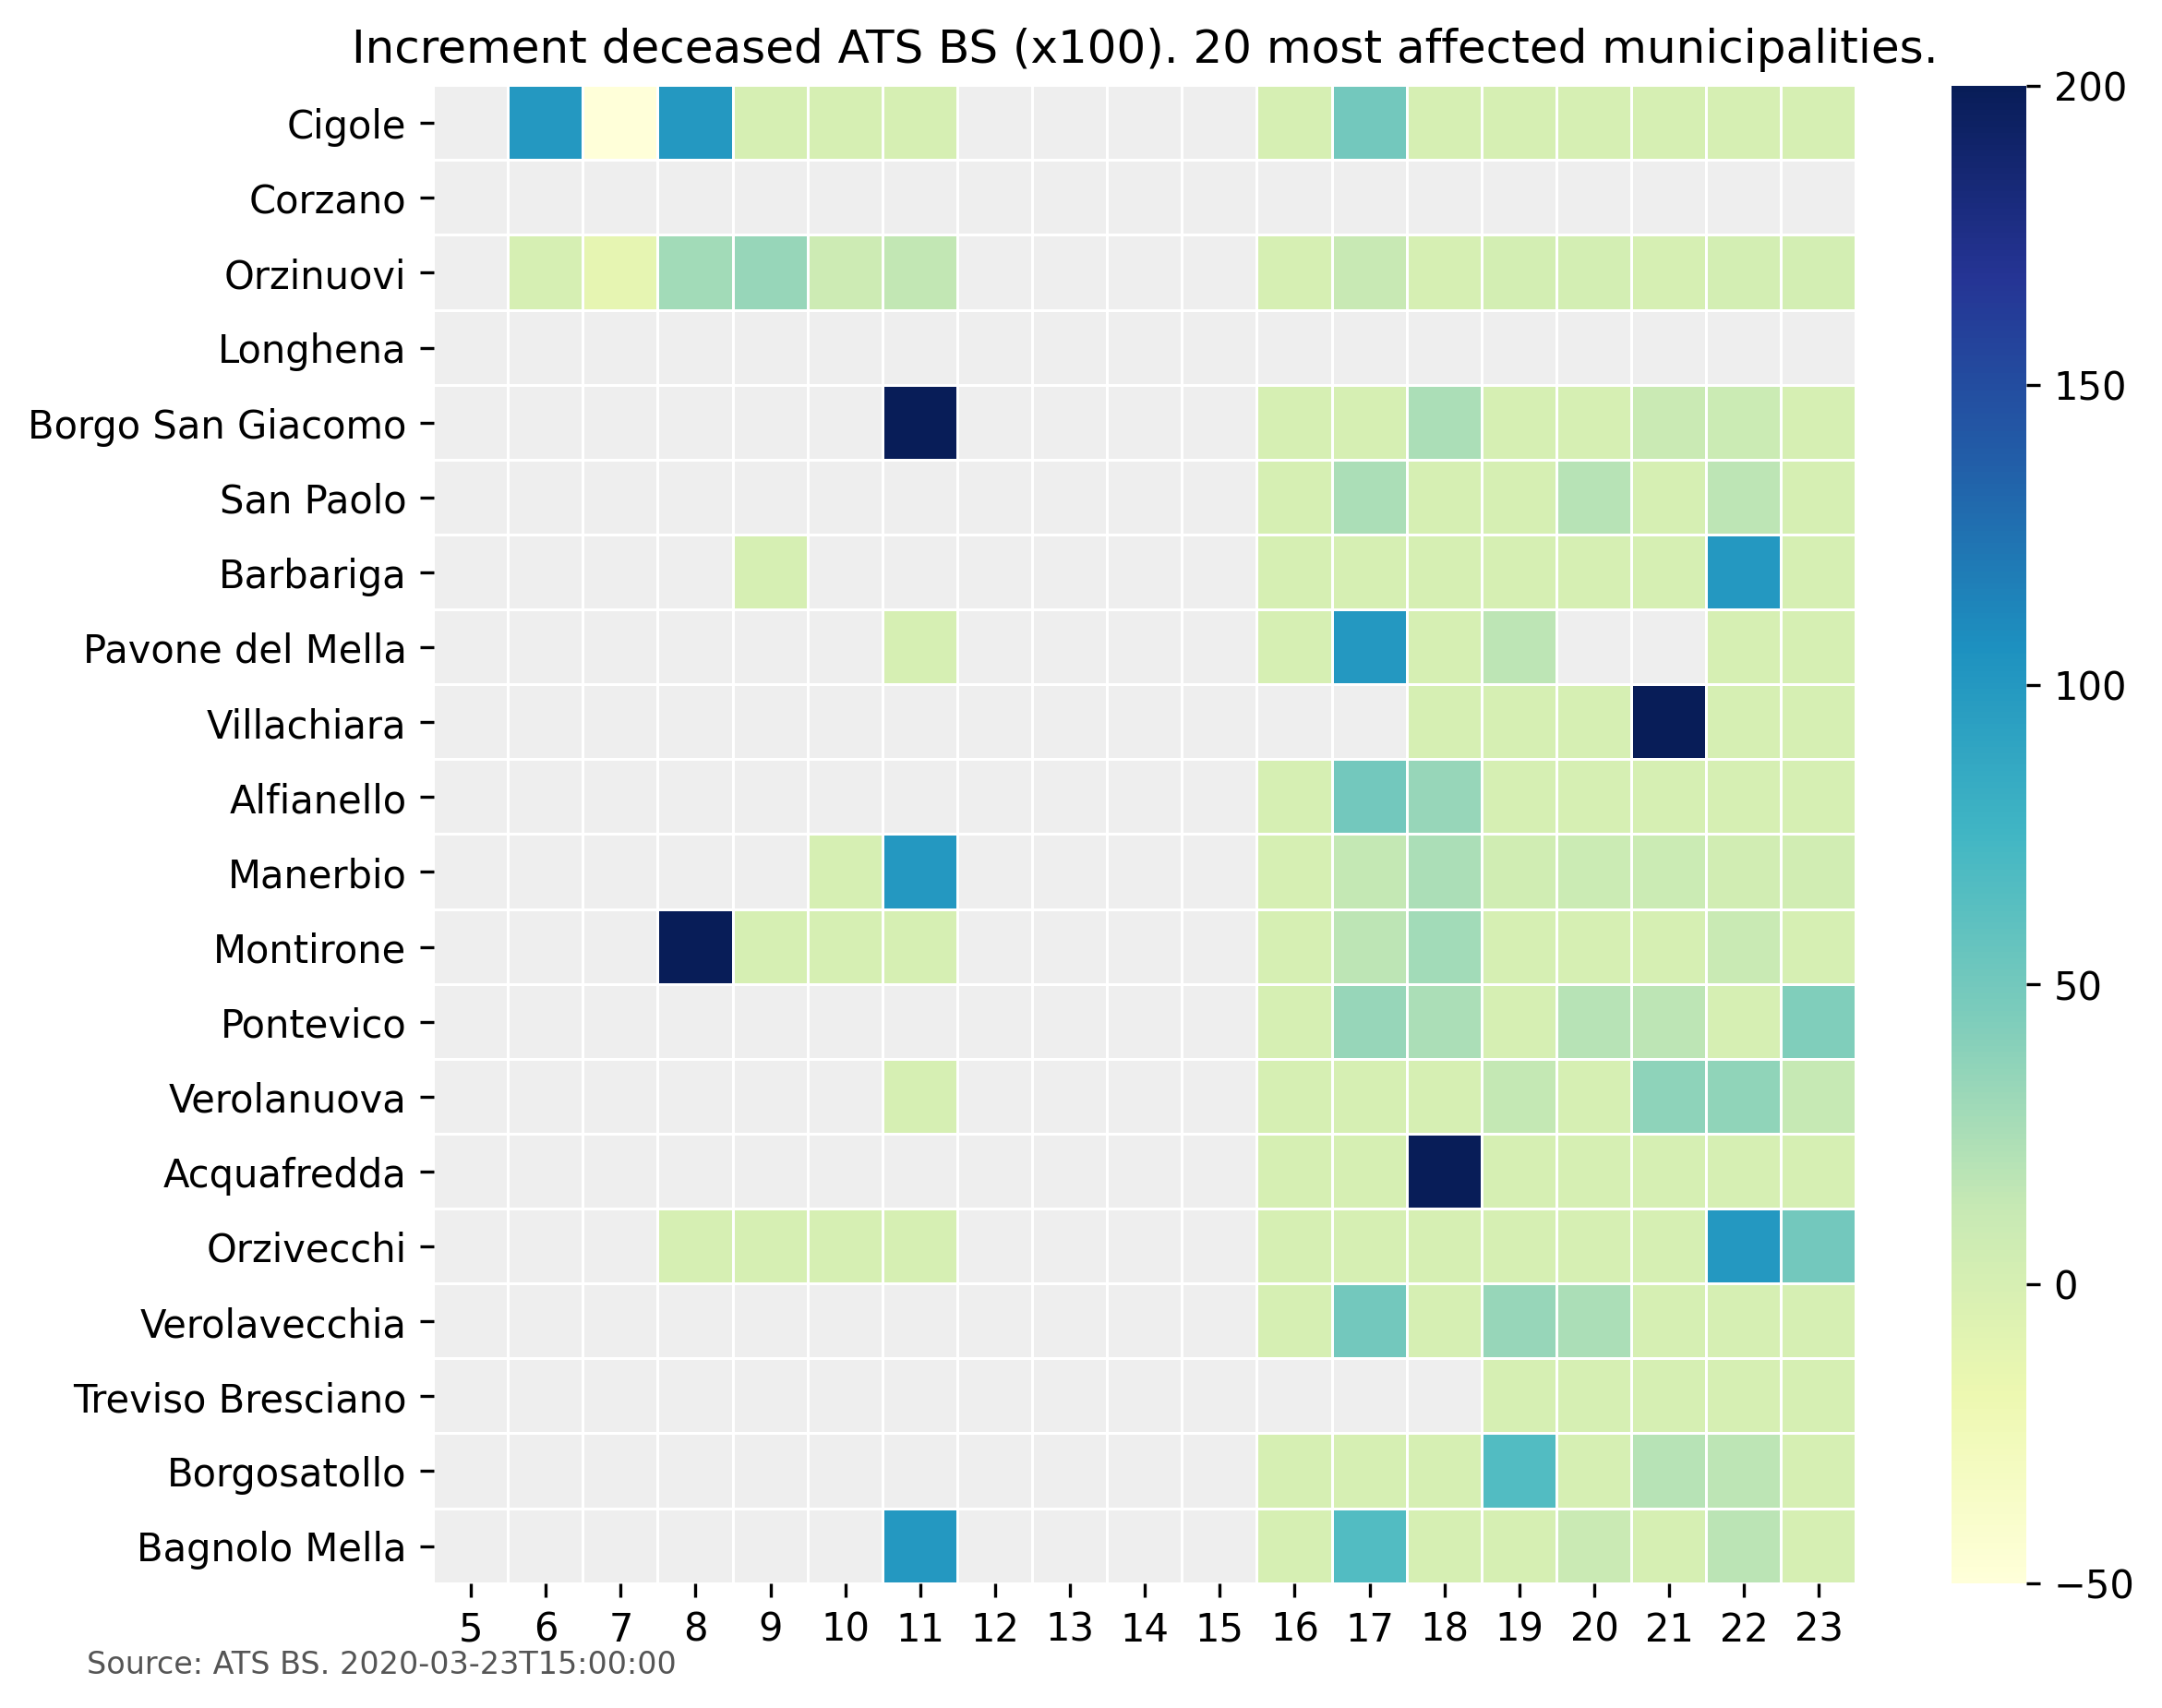 Increment deceased ATS BS (x100). 20 most affected municipalities.
Cigole
Corzano
Orzinuovi
Longhena
Borgo San Giacomo
San Paolo
Barbariga
Pavone del Mella
Villachiara
Alfianello
Manerbio
Montirone
Pontevico
Verolanuova
Acquafredda
Orzivecchi
Verolavecchia
Treviso Bresciano
Borgosatollo
Bagnolo Mella
5 6 7 8 9 10 11 12 13 14 15 16 17 18 19 20 21 22 23
200
150
100
50
0
−50
Source: ATS BS. 2020-03-23T15:00:00